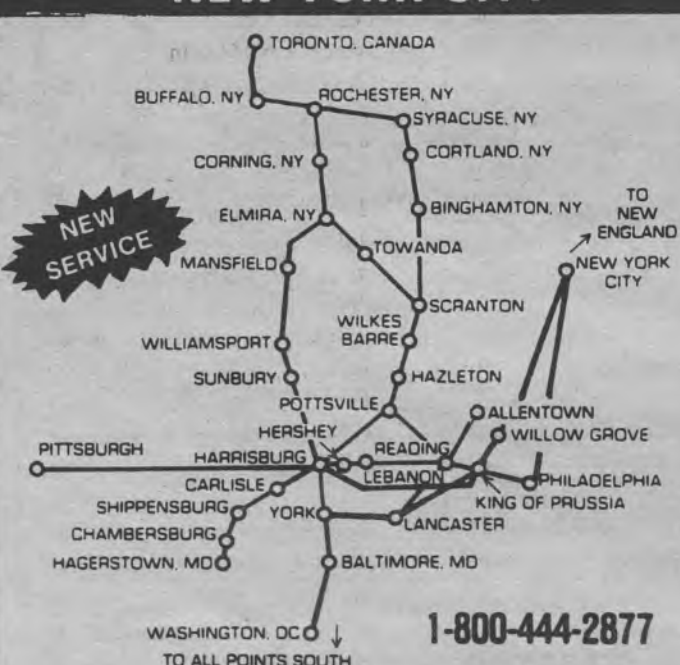 TORONTO, CANADA
BUFFALO, NY
ROCHESTER, NY
SYRACUSE, NY
CORNING, NY
CORTLAND, NY
NEW
SERVICE
ELMIRA, NY
BINGHAMTON, NY
TO
NEW
ENGLAND
TOWANDA
MANSFIELD
NEW YORK
CITY
SCRANTON
WILKES
BARRE
WILLIAMSPORT
SUNBURY
HAZLETON
POTTSVILLE
ALLENTOWN
HERSHEY
WILLOW GROVE
PITTSBURGH
HARRISBURG
READING
LEBANON
CARLISLE
PHILADELPHIA
KING OF PRUSSIA
SHIPPENSBURG
YORK
LANCASTER
CHAMBERSBURG
HAGERSTOWN, MD
BALTIMORE, MD
WASHINGTON, DC
TO ALL POINTS SOUTH
1-800-444-2877